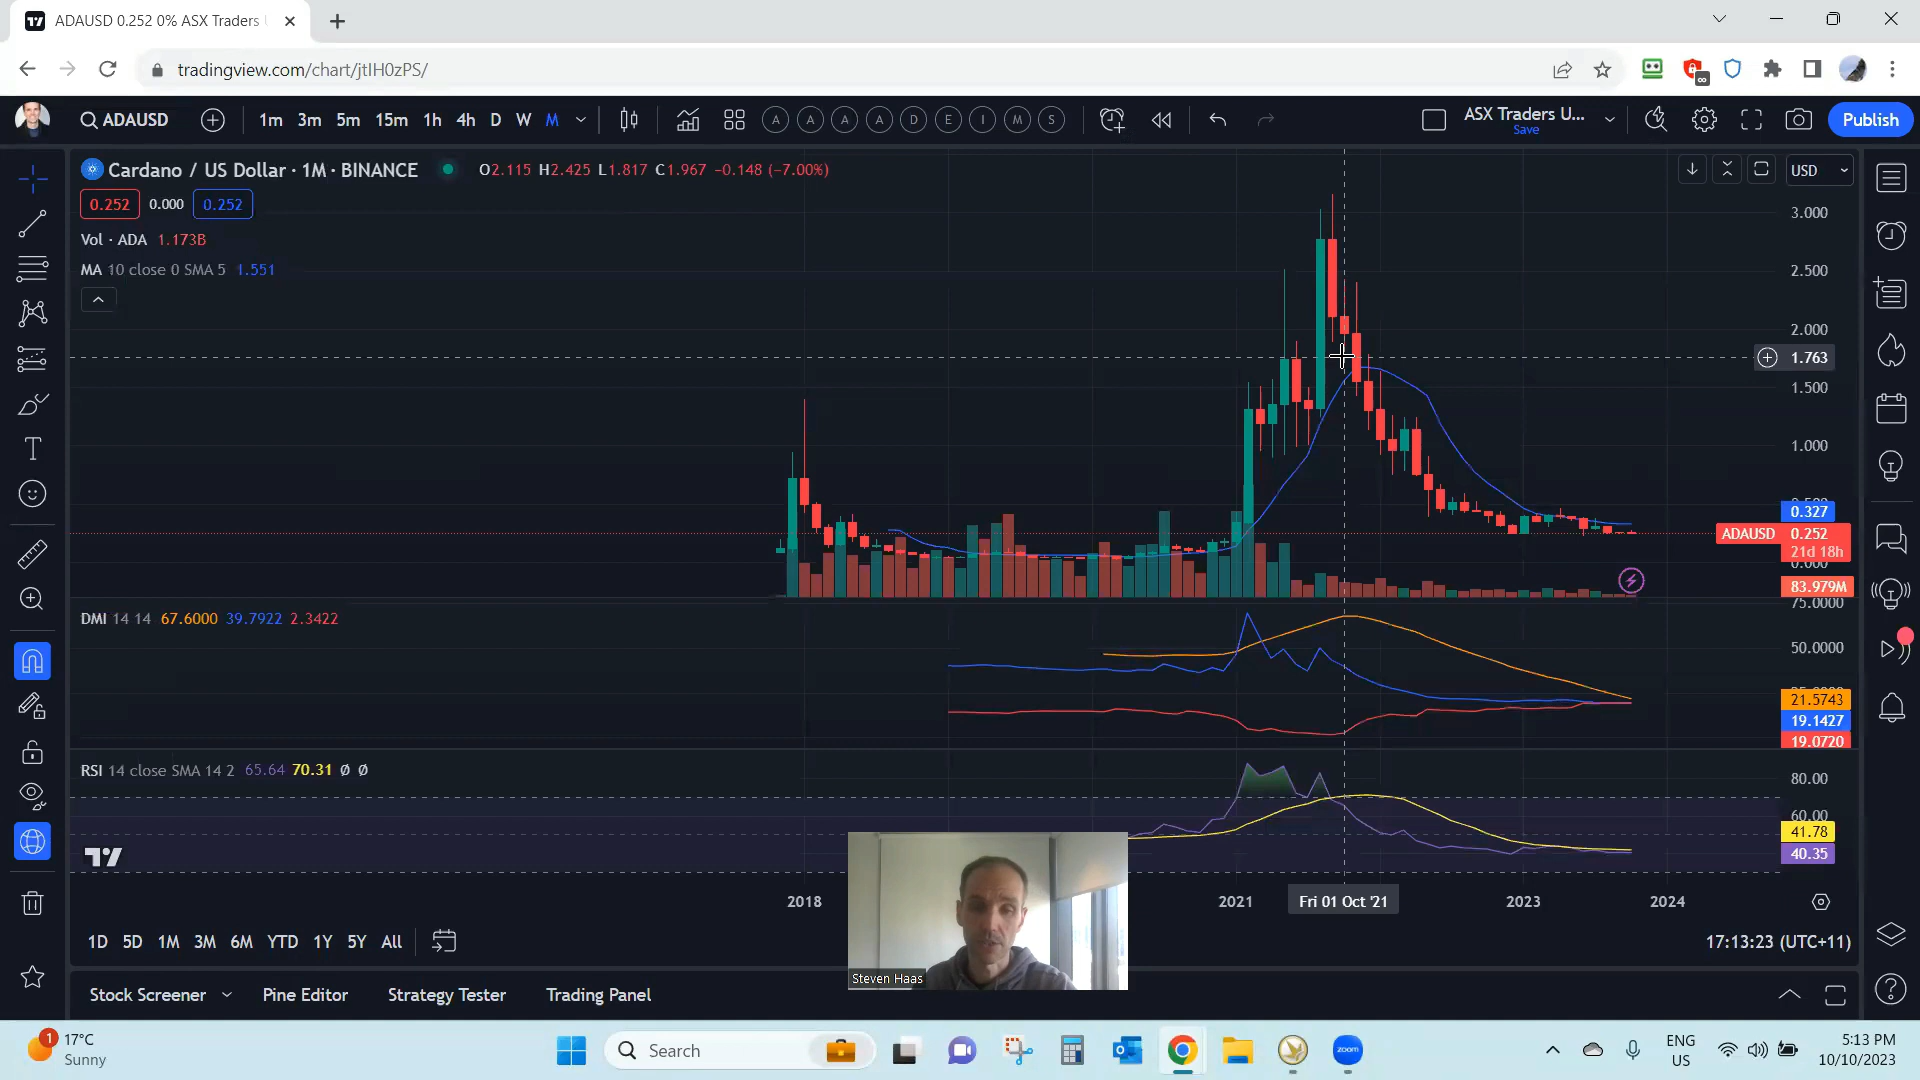 ADAUSD 0.252 0% ASX Traders U
tradingview.com/chart/jtIH0zPS/
ADAUSD 1m 3m 5m 15m 1h 4h D W M A A A A D E I M S ASX Traders U... Publish
Save
Cardano / US Dollar · 1M · BINANCE O2.115 H2.425 L1.817 C1.967 -0.148 (-7.00%) USD
0.252 0.000 0.252
3.000
Vol · ADA 1.173B
MA 10 close 0 SMA 5 1.551
2.500
2.000
1.763
1.500
1.000
0.327
ADAUSD 0.252
21d 18h
0.000
83.979M
75.0000
DMI 14 14 67.6000 39.7922 2.3422
50.0000
21.5743
19.1427
19.0720
RSI 14 close SMA 14 2 65.64 70.31 Ø Ø
80.00
60.00
41.78
40.35
2018 2021 Fri 01 Oct '21 2023 2024
1D 5D 1M 3M 6M YTD 1Y 5Y All 17:13:23 (UTC+11)
Steven Haas
Stock Screener Pine Editor Strategy Tester Trading Panel
1 17°C
Sunny
Search
zoom
ENG
US
5:13 PM
10/10/2023